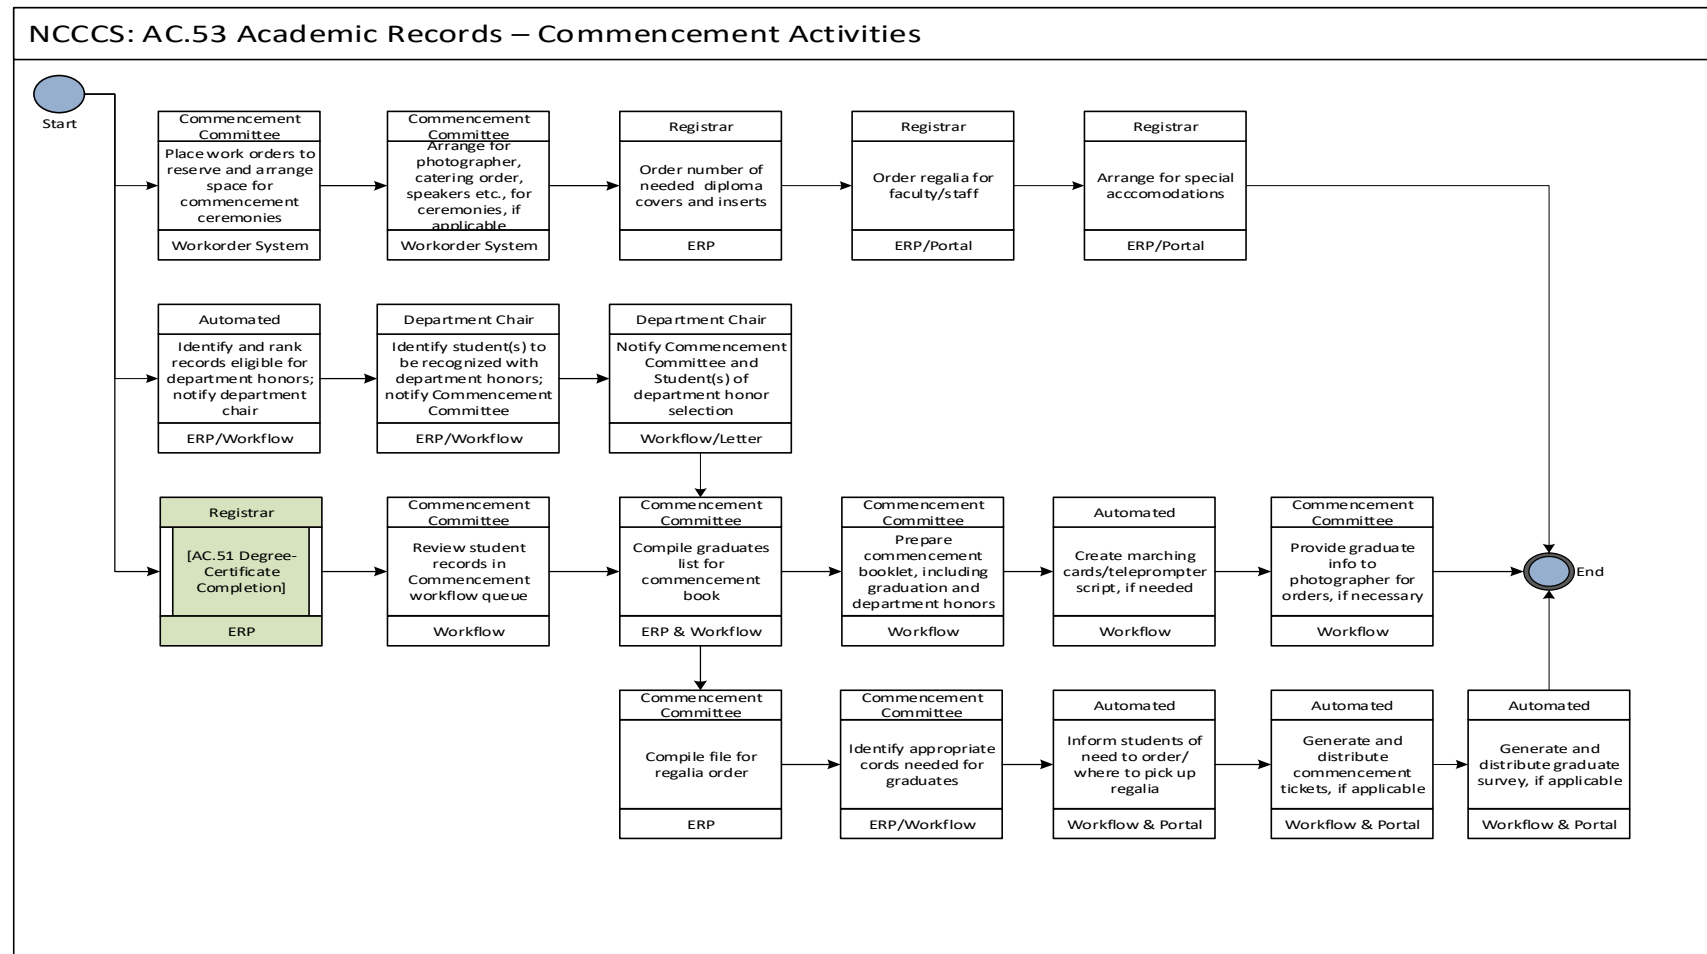 NCCCS: AC.53 Academic Records – Commencement Activities
Start
Commencement
Committee
Place work orders to
reserve and arrange
space for
commencement
ceremonies
Workorder System
Commencement
Committee
Arrange for
photographer,
catering order,
speakers etc., for
ceremonies, if
applicable
Workorder System
Registrar
Order number of
needed diploma
covers and inserts
ERP
Registrar
Order regalia for
faculty/staff
ERP/Portal
Registrar
Arrange for special
acccomodations
ERP/Portal
Automated
Identify and rank
records eligible for
department honors;
notify department
chair
ERP/Workflow
Department Chair
Identify student(s) to
be recognized with
department honors;
notify Commencement
Committee
ERP/Workflow
Department Chair
Notify Commencement
Committee and
Student(s) of
department honor
selection
Workflow/Letter
Registrar
[AC.51 Degree-
Certificate
Completion]
ERP
Commencement
Committee
Review student
records in
Commencement
workflow queue
Workflow
Commencement
Committee
Compile graduates
list for
commencement
book
ERP & Workflow
Commencement
Committee
Prepare
commencement
booklet, including
graduation and
department honors
Workflow
Automated
Create marching
cards/teleprompter
script, if needed
Workflow
Commencement
Committee
Provide graduate
info to
photographer for
orders, if necessary
Workflow
End
Commencement
Committee
Compile file for
regalia order
ERP
Commencement
Committee
Identify appropriate
cords needed for
graduates
ERP/Workflow
Automated
Inform students of
need to order/
where to pick up
regalia
Workflow & Portal
Automated
Generate and
distribute
commencement
tickets, if applicable
Workflow & Portal
Automated
Generate and
distribute graduate
survey, if applicable
Workflow & Portal